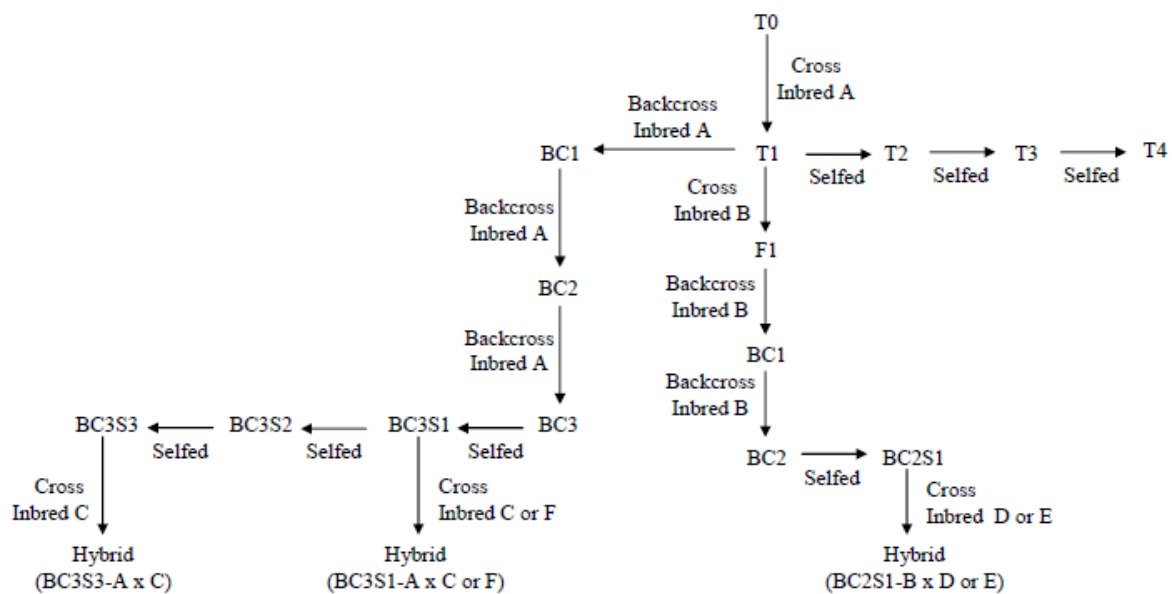 T0
Cross
Inbred A
Backcross
Inbred A
BC1
T1
T2
T3
T4
Selfed
Selfed
Selfed
Cross
Inbred B
Backcross
Inbred A
F1
BC2
Backcross
Inbred B
Backcross
Inbred A
BC1
Backcross
Inbred B
BC3S3
BC3S2
BC3S1
BC3
Selfed
Selfed
Selfed
BC2
BC2S1
Selfed
Cross
Inbred C
Cross
Inbred C or F
Cross
Inbred D or E
Hybrid
(BC3S3-A x C)
Hybrid
(BC3S1-A x C or F)
Hybrid
(BC2S1-B x D or E)